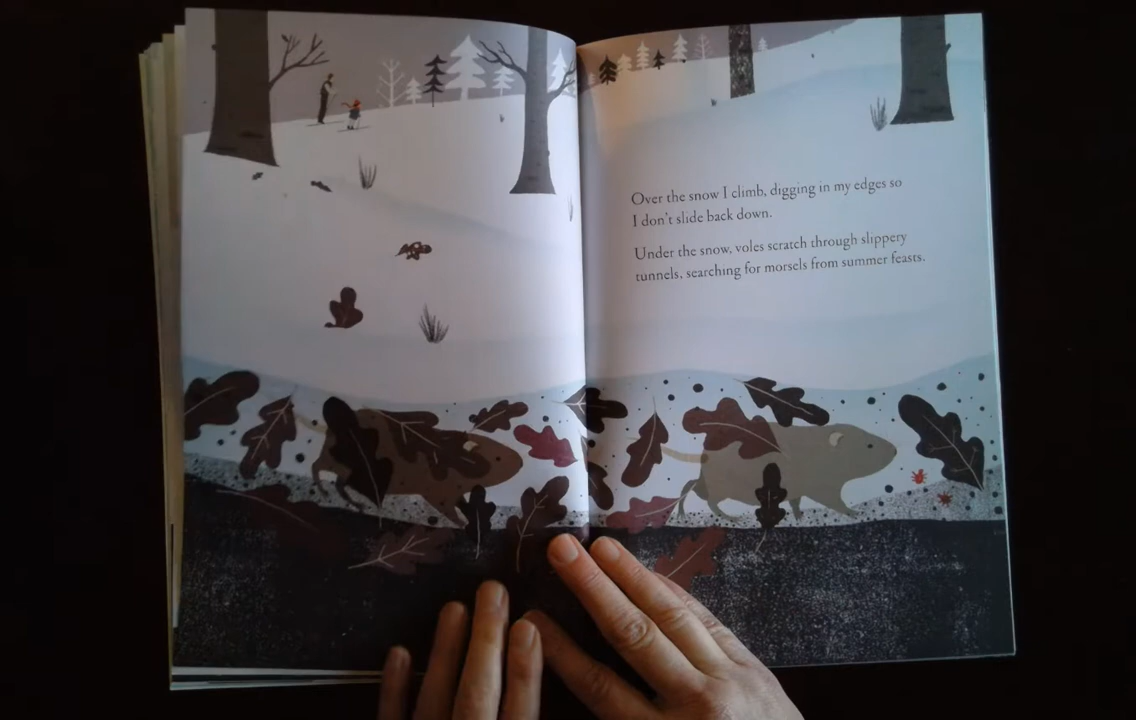 Over the snow I climb, digging in my edges so
I don't slide back down.
Under the snow, voles scratch through slippery
tunnels, searching for morsels from summer feasts.